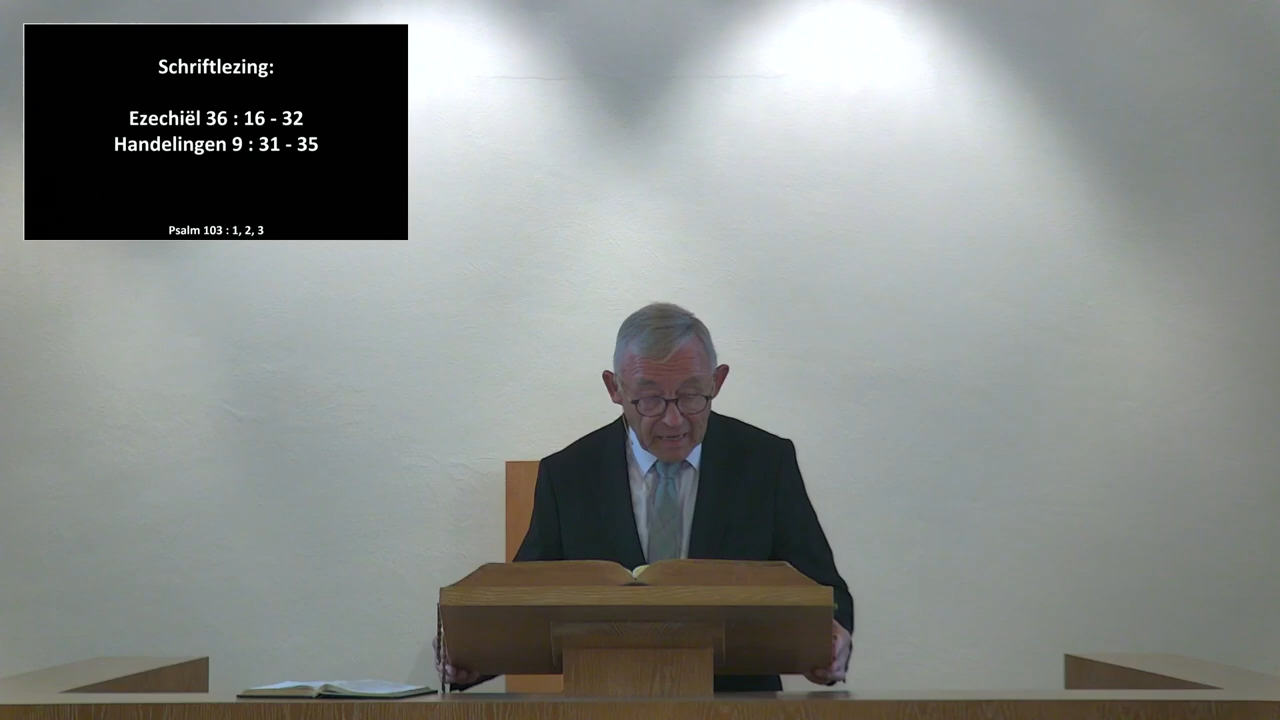 Schriftlezing:
Ezechiël 36 : 16 - 32
Handelingen 9 : 31 - 35
Psalm 103 : 1, 2, 3